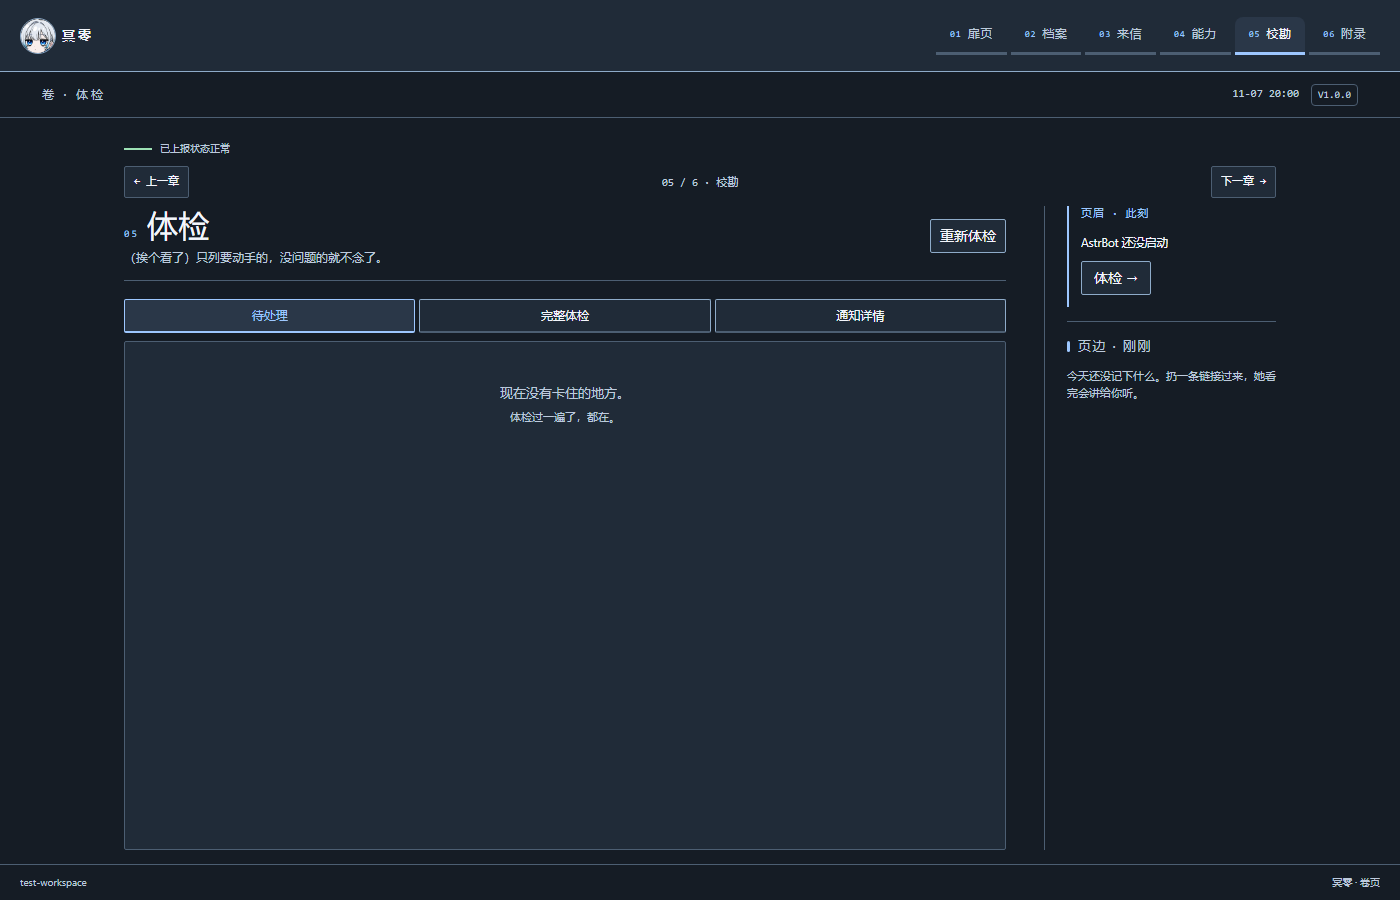 冥零
01 扉页
02 档案
03 来信
04 能力
05 校勘
06 附录
卷 · 体检
11-07 20:00
V1.0.0
已上报状态正常
← 上一章
05 / 6 · 校勘
下一章 →
05 体检
重新体检
（挨个看了）只列要动手的，没问题的就不念了。
待处理
完整体检
通知详情
现在没有卡住的地方。
体检过一遍了，都在。
页眉 · 此刻
AstrBot 还没启动
体检 →
页边 · 刚刚
今天还没记下什么。扔一条链接过来，她看
完会讲给你听。
test-workspace
冥零 · 卷页